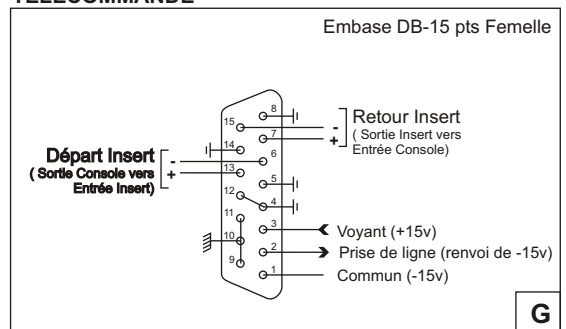 TELECOMMANDE
Embase DB-15 pts Femelle
8
15
7
14
6
13
5
12
4
11
3
10
2
9
1
Retour Insert
-
+
( Sortie Insert vers
Entrée Console)
Départ Insert
-
+
( Sortie Console vers
Entrée Insert)
Voyant (+15v)
Prise de ligne (renvoi de -15v)
Commun (-15v)
G